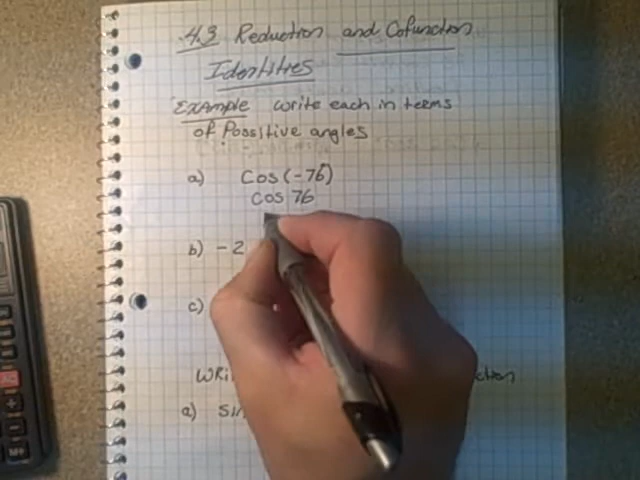 4.3 Reduction and Cofunction
Identities
Example Write each in terms
of Possitive angles
a) Cos(-76)
cos 76
b) -2
c)
a) sin
M+